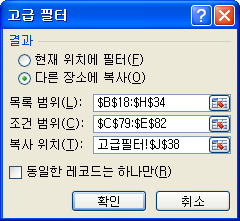 고급 필터
결과
현재 위치에 필터(F)
다른 장소에 복사(O)
목록 범위(L): $B$18:$H$34
조건 범위(C): $C$79:$E$82
복사 위치(T): 고급필터!$J$38
동일한 레코드는 하나만(R)
확인 취소